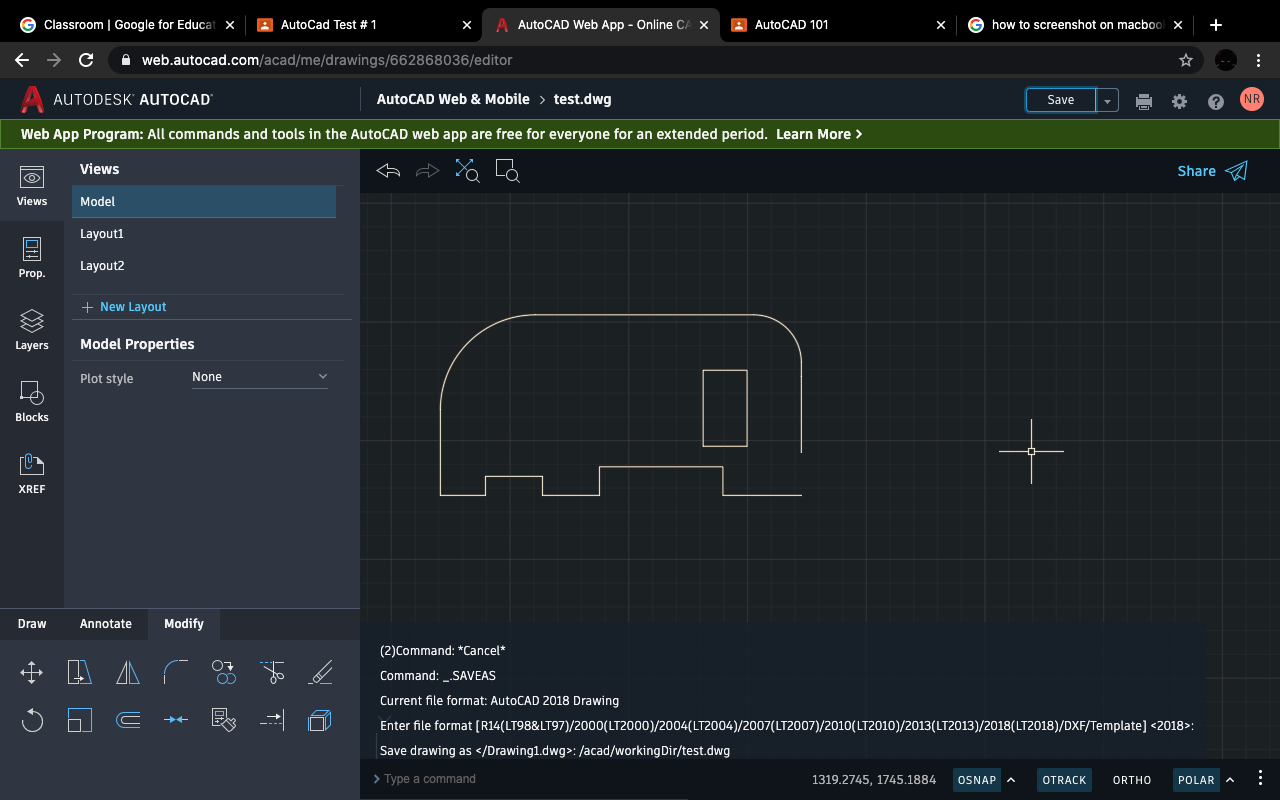 Classroom | Google for Educat
AutoCad Test # 1
AutoCAD Web App - Online CA
AutoCAD 101
how to screenshot on macboo
web.autocad.com/acad/me/drawings/662868036/editor
AUTODESK® AUTOCAD®
AutoCAD Web & Mobile > test.dwg
Save
NR
Web App Program: All commands and tools in the AutoCAD web app are free for everyone for an extended period. Learn More >
Views
Prop.
Layers
Blocks
XREF
Views
Model
Layout1
Layout2
+ New Layout
Model Properties
Plot style None
Share
Draw Annotate Modify
(2)Command: *Cancel*
Command: _.SAVEAS
Current file format: AutoCAD 2018 Drawing
Enter file format [R14(LT98&LT97)/2000(LT2000)/2004(LT2004)/2007(LT2007)/2010(LT2010)/2013(LT2013)/2018(LT2018)/DXF/Template] <2018>:
Save drawing as </Drawing1.dwg>: /acad/workingDir/test.dwg
> Type a command
1319.2745, 1745.1884
OSNAP
OTRACK
ORTHO
POLAR